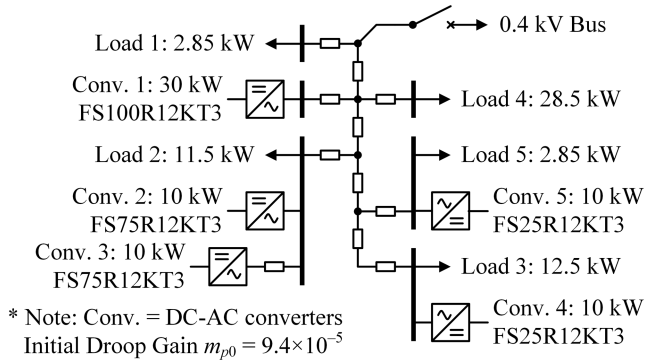 Load 1: 2.85 kW
0.4 kV Bus
Conv. 1: 30 kW
FS100R12KT3
Load 4: 28.5 kW
Load 2: 11.5 kW
Load 5: 2.85 kW
Conv. 2: 10 kW
FS75R12KT3
Conv. 5: 10 kW
FS25R12KT3
Conv. 3: 10 kW
FS75R12KT3
Load 3: 12.5 kW
Conv. 4: 10 kW
FS25R12KT3
* Note: Conv. = DC-AC converters
Initial Droop Gain mp0 = 9.4×10–5